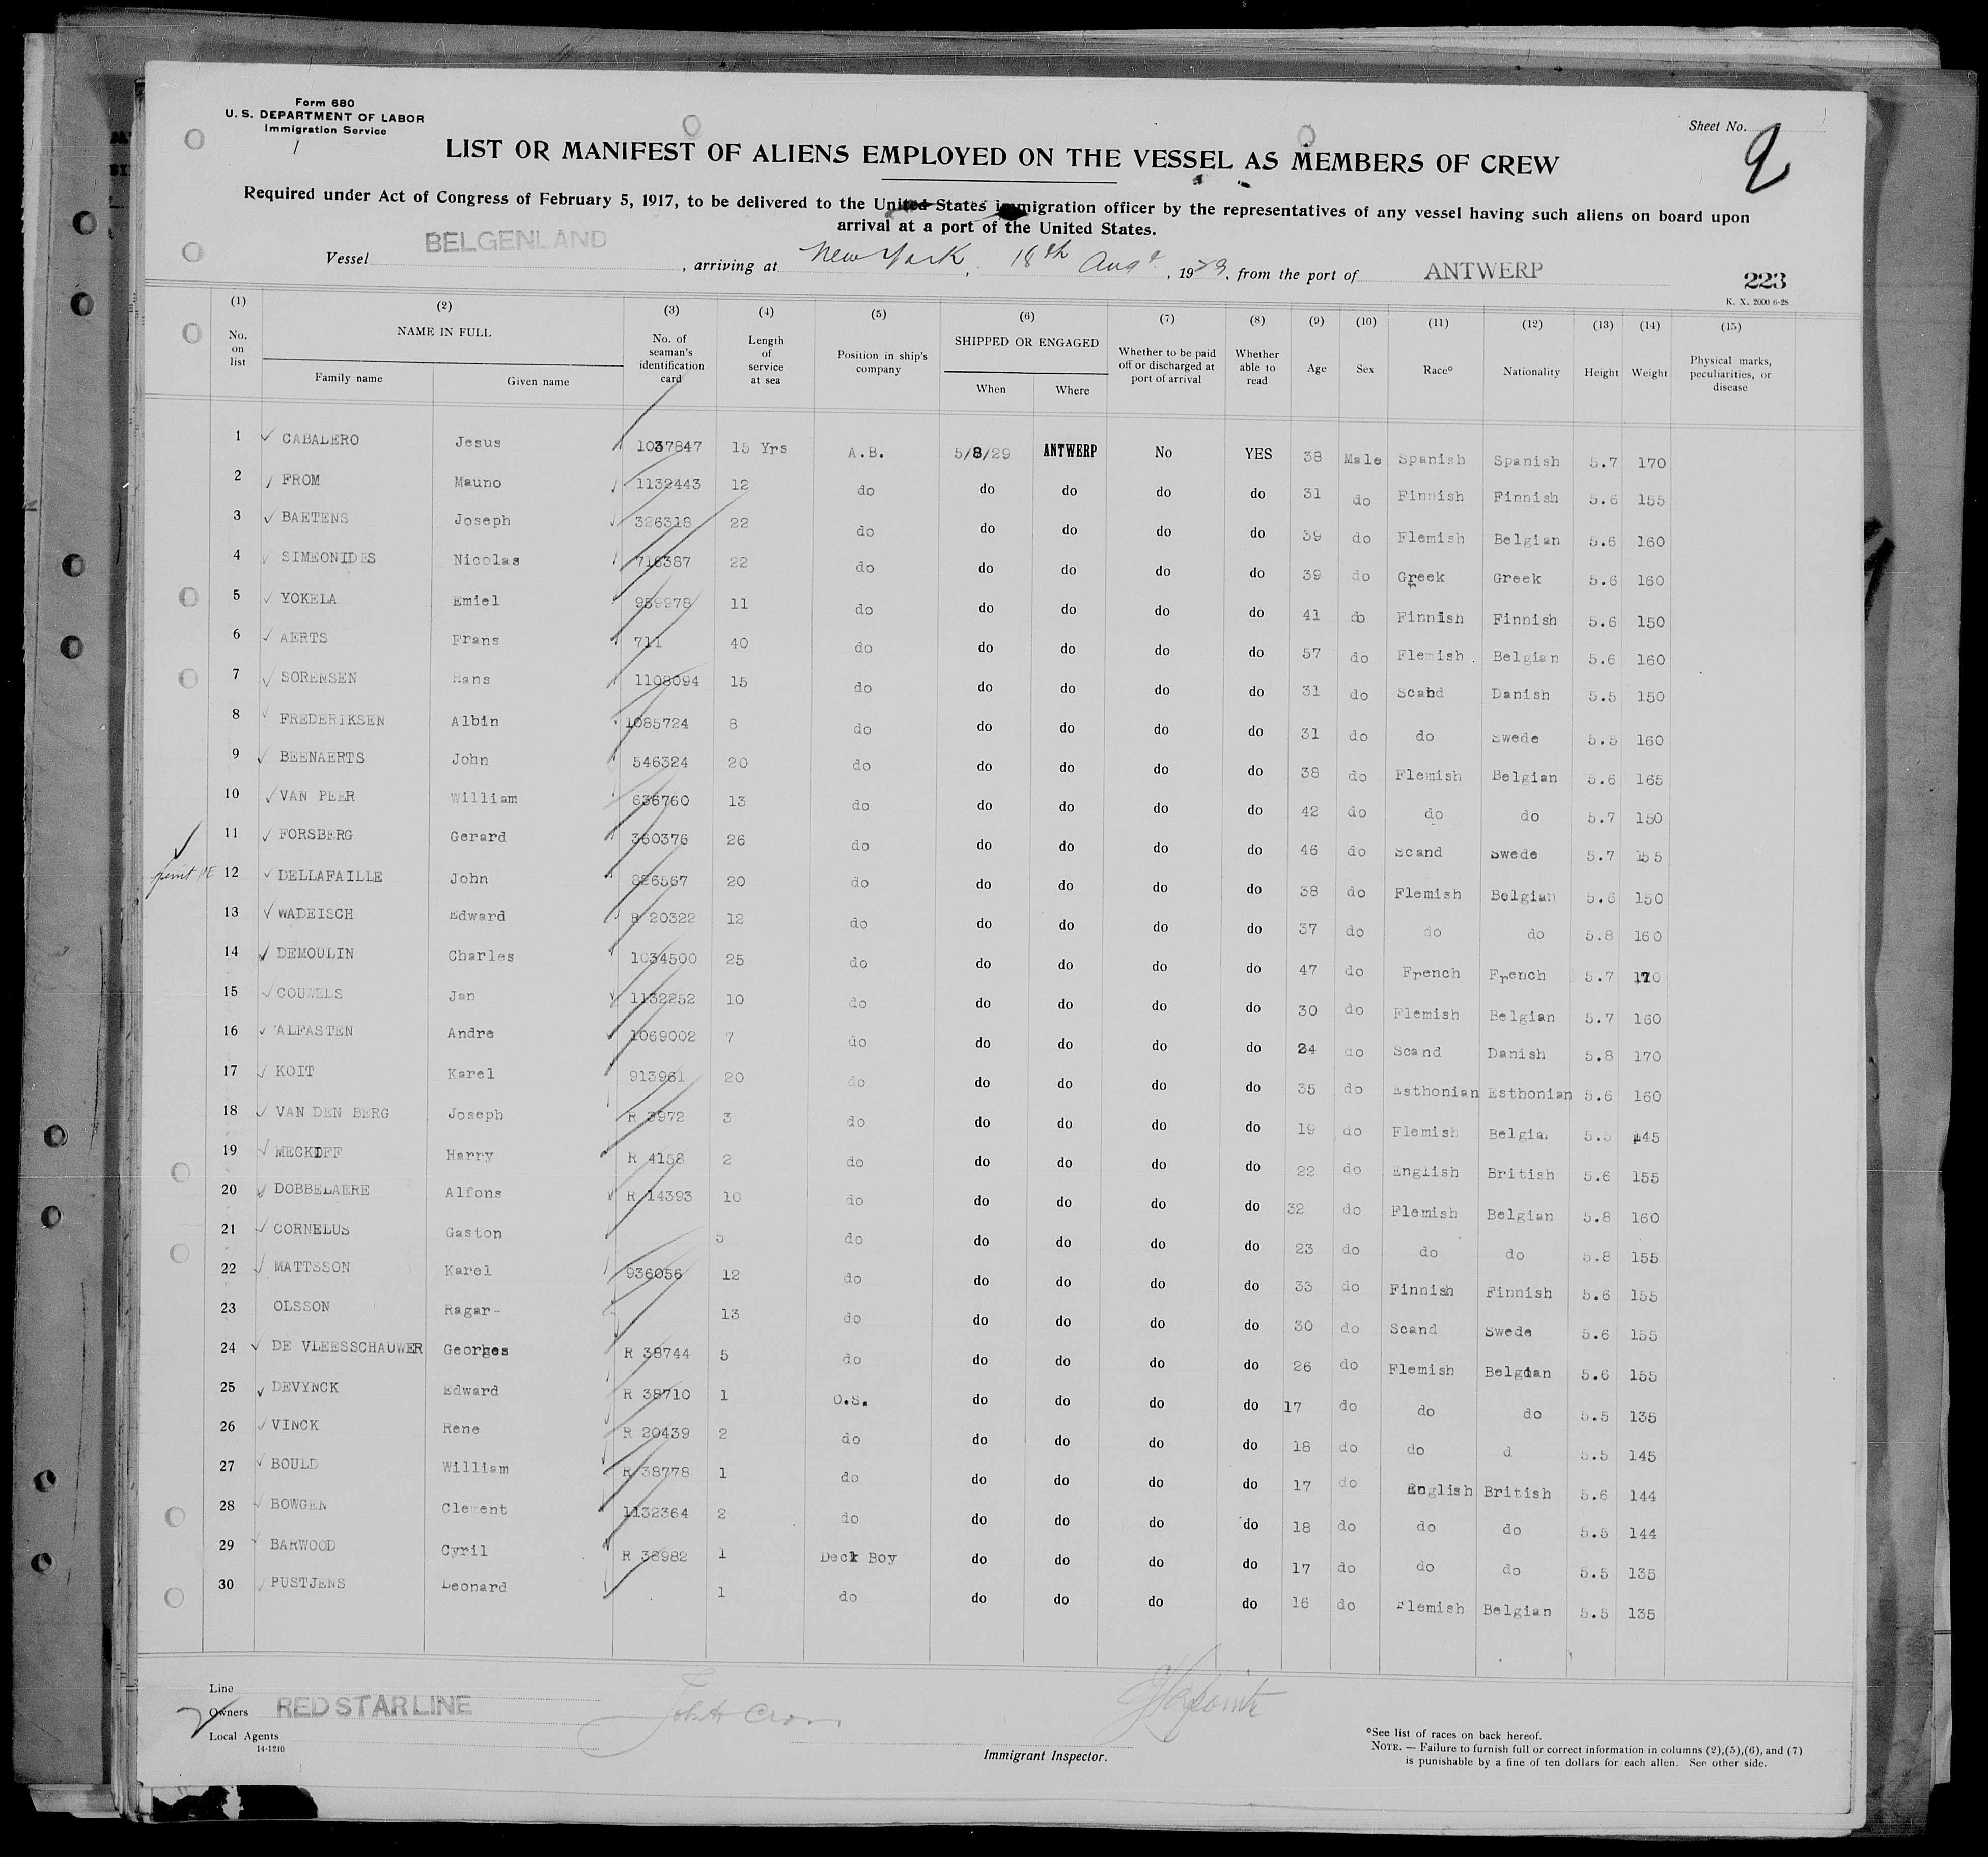 Form 680
U. S. DEPARTMENT OF LABOR
Immigration Service
Sheet No. 2
LIST OR MANIFEST OF ALIENS EMPLOYED ON THE VESSEL AS MEMBERS OF CREW
Required under Act of Congress of February 5, 1917, to be delivered to the United States immigration officer by the representatives of any vessel having such aliens on board upon
arrival at a port of the United States.
Vessel BELGENLAND, arriving at New York, 18th Augt, 1929, from the port of ANTWERP
223
K. X. 2000 6-28
(1) (2) (3) (4) (5) (6) (7) (8) (9) (10) (11) (12) (13) (14) (15)
No. on list NAME IN FULL Family name Given name No. of seaman's identification card Length of service at sea Position in ship's company SHIPPED OR ENGAGED When Where Whether to be paid off or discharged at port of arrival Whether able to read Age Sex Race° Nationality Height Weight Physical marks, peculiarities, or disease
1 CABALERO Jesus 1037847 15 Yrs A.B. 5/8/29 ANTWERP No YES 38 Male Spanish Spanish 5.7 170
2 FROM Mauno 1132443 12 do do do do do 31 do Finnish Finnish 5.6 155
3 BAETENS Joseph 326318 22 do do do do do 39 do Flemish Belgian 5.6 160
4 SIMEONIDES Nicolas 716387 22 do do do do do 39 do Greek Greek 5.6 160
5 YOKELA Emiel 959978 11 do do do do do 41 do Finnish Finnish 5.6 150
6 AERTS Frans 711 40 do do do do do 57 do Flemish Belgian 5.6 160
7 SORENSEN Hans 1108094 15 do do do do do 31 do Scabd Danish 5.5 150
8 FREDERIKSEN Albin 1085724 8 do do do do do 31 do do Swede 5.5 160
9 BEENAERTS John 546324 20 do do do do do 38 do Flemish Belgian 5.6 165
10 VAN PEER William 636760 13 do do do do do 42 do do do 5.7 150
11 FORSBERG Gerard 360376 26 do do do do do 46 do Scand Swede 5.7 155
12 DELLAFAILLE John 826567 20 do do do do do 38 do Flemish Belgian 5.6 150
13 WADEISCH Edward R 20322 12 do do do do do 37 do do do 5.8 160
14 DEMOULIN Charles 1034500 25 do do do do do 47 do French French 5.7 170
15 COUWELS Jan 1132252 10 do do do do do 30 do Flemish Belgian 5.7 160
16 ALFASTEN Andre 1069002 7 do do do do do 24 do Scand Danish 5.8 170
17 KOIT Karel 913961 20 do do do do do 35 do Esthonian Esthonian 5.6 160
18 VAN DEN BERG Joseph R 3972 3 do do do do do 19 do Flemish Belgian 5.5 145
19 MECKIFF Harry R 4158 2 do do do do do 22 do English British 5.6 155
20 DOBBELAERE Alfons R 14393 10 do do do do do 32 do Flemish Belgian 5.8 160
21 CORNELUS Gaston 5 do do do do do 23 do do do 5.8 155
22 MATTSSON Karel 936056 12 do do do do do 33 do Finnish Finnish 5.6 155
23 OLSSON Ragar- 13 do do do do do 30 do Scand Swede 5.6 155
24 DE VLEESSCHAUWER Georges R 38744 5 do do do do do 26 do Flemish Belgian 5.6 155
25 DEVYNCK Edward R 38710 1 O.S. do do do do 17 do do do 5.5 135
26 VINCK Rene R 20439 2 do do do do do 18 do do d 5.5 145
27 BOULD William R 38778 1 do do do do do 17 do English British 5.6 144
28 BOWGEN Clement 1132364 2 do do do do do 18 do do do 5.5 144
29 BARWOOD Cyril R 38982 1 Deck Boy do do do do 17 do do do 5.5 135
30 PUSTJENS Leonard 1 do do do do do 16 do Flemish Belgian 5.5 135
Line
Owners RED STAR LINE
Local Agents
14-1240
John Cron
Immigrant Inspector.
°See list of races on back hereof.
NOTE. — Failure to furnish full or correct information in columns (2),(5),(6), and (7)
is punishable by a fine of ten dollars for each alien. See other side.